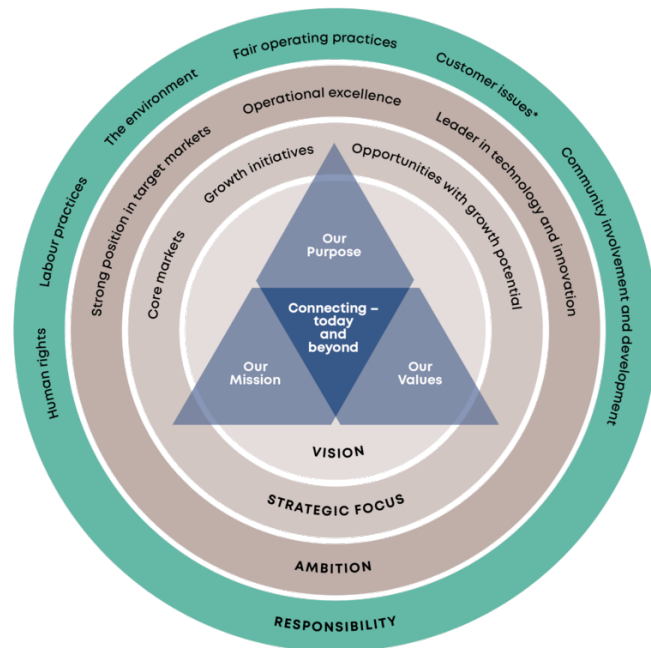 Human rights
Labour practices
The environment
Fair operating practices
Customer issues*
Community involvement and development
Strong position in target markets
Operational excellence
Leader in technology and innovation
Core markets
Growth initiatives
Opportunities with growth potential
Our
Purpose
Connecting –
today
and
beyond
Our
Mission
Our
Values
VISION
STRATEGIC FOCUS
AMBITION
RESPONSIBILITY